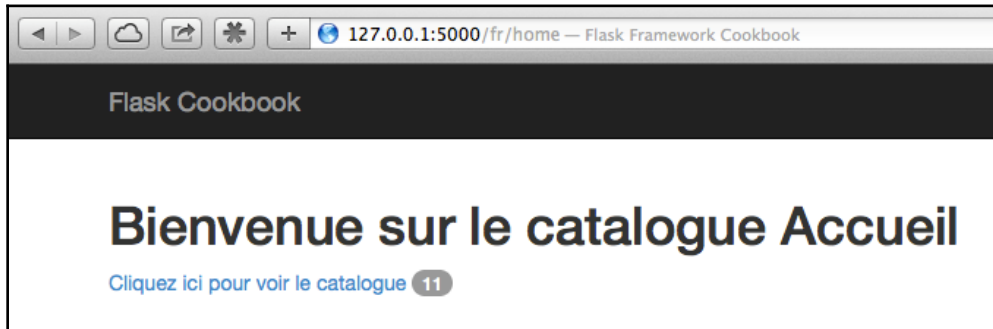 127.0.0.1:5000/fr/home — Flask Framework Cookbook
Flask Cookbook
Bienvenue sur le catalogue Accueil
Cliquez ici pour voir le catalogue 11